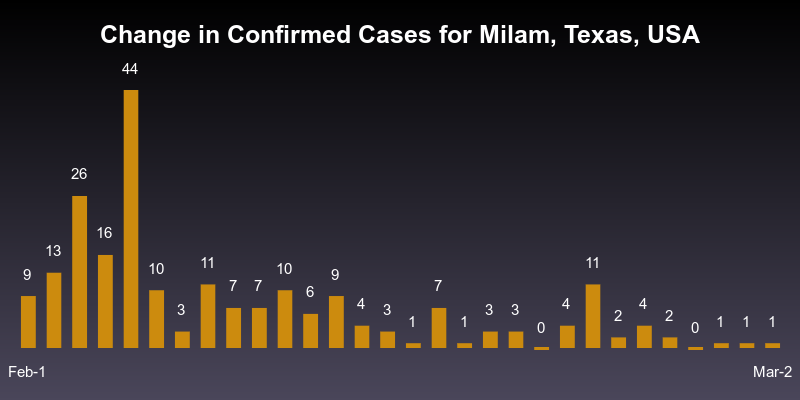 Change in Confirmed Cases for Milam, Texas, USA
9 13 26 16 44 10 3 11 7 7 10 6 9 4 3 1 7 1 3 3 0 4 11 2 4 2 0 1 1 1
Feb-1 Mar-2